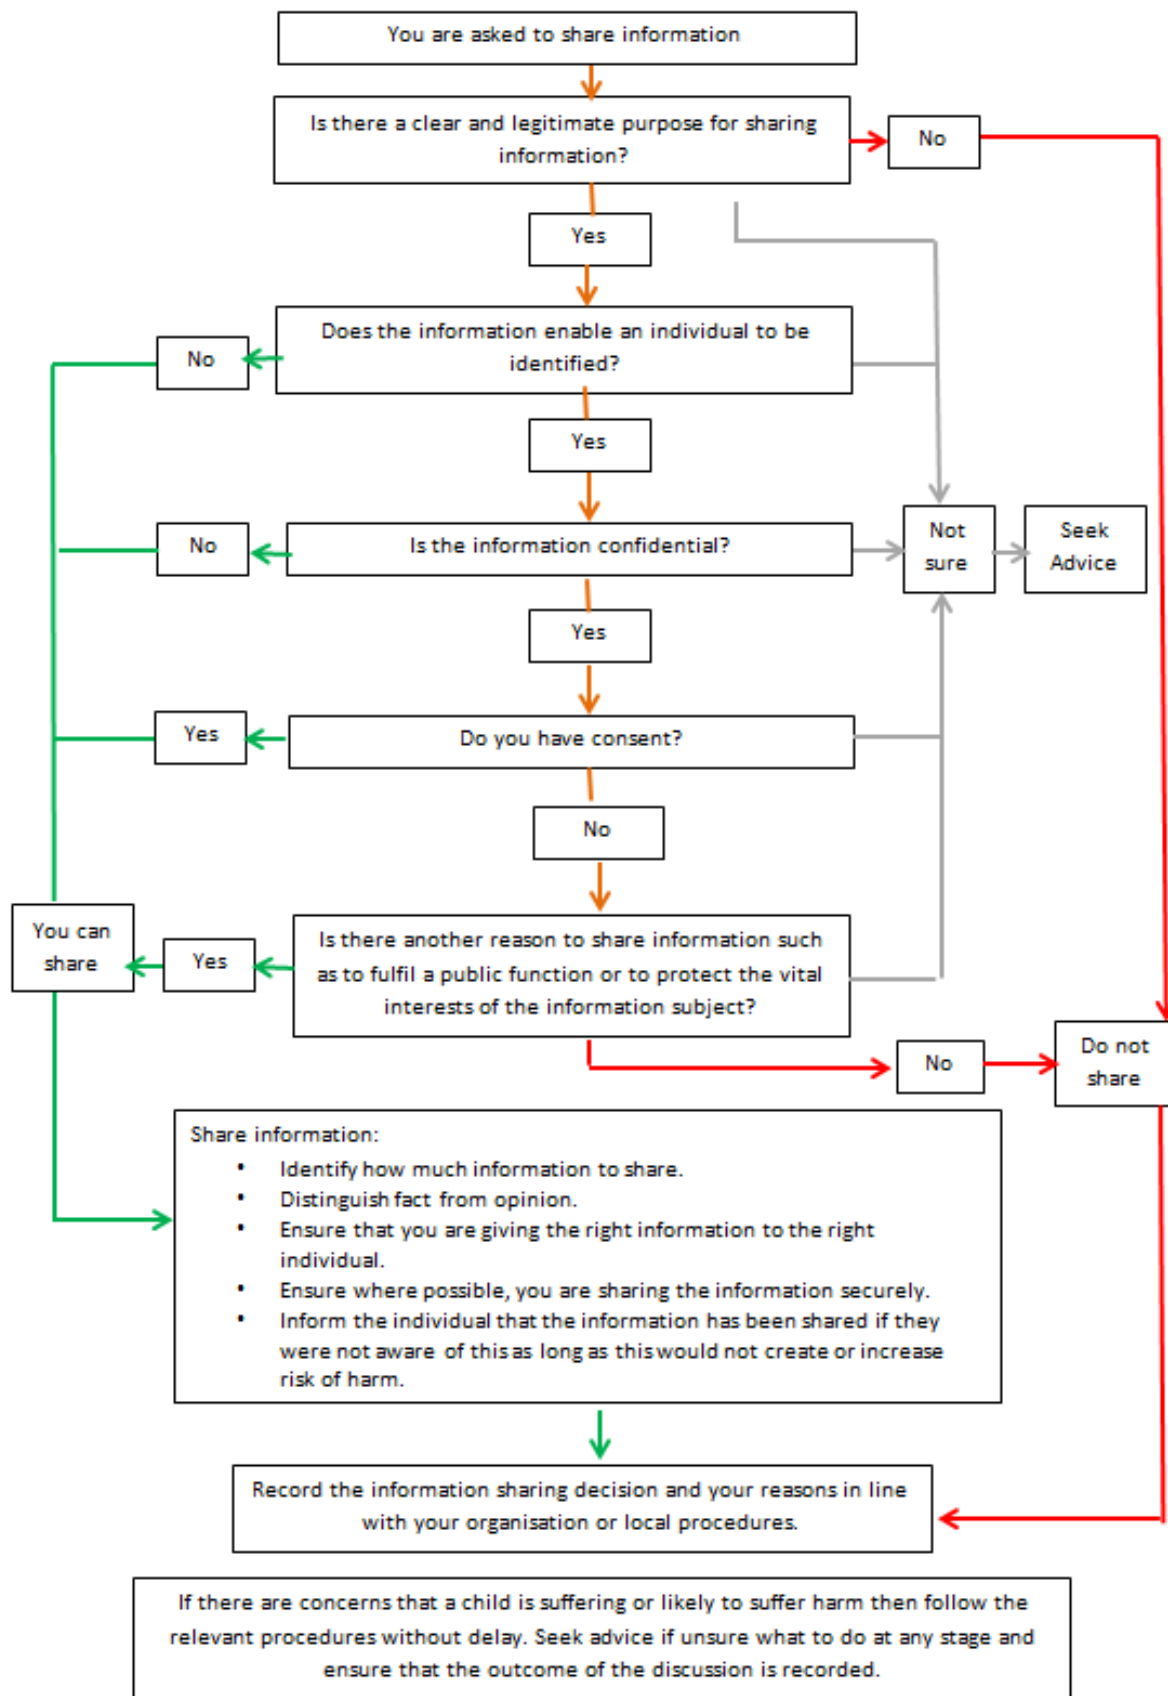 You are asked to share information
Is there a clear and legitimate purpose for sharing
information?
No
Yes
Does the information enable an individual to be
identified?
No
Yes
Is the information confidential?
No
Not
sure
Seek
Advice
Yes
Do you have consent?
Yes
No
Is there another reason to share information such
as to fulfil a public function or to protect the vital
interests of the information subject?
Yes
You can
share
No
Do not
share
Share information:
• Identify how much information to share.
• Distinguish fact from opinion.
• Ensure that you are giving the right information to the right
individual.
• Ensure where possible, you are sharing the information securely.
• Inform the individual that the information has been shared if they
were not aware of this as long as this would not create or increase
risk of harm.
Record the information sharing decision and your reasons in line
with your organisation or local procedures.
If there are concerns that a child is suffering or likely to suffer harm then follow the
relevant procedures without delay. Seek advice if unsure what to do at any stage and
ensure that the outcome of the discussion is recorded.